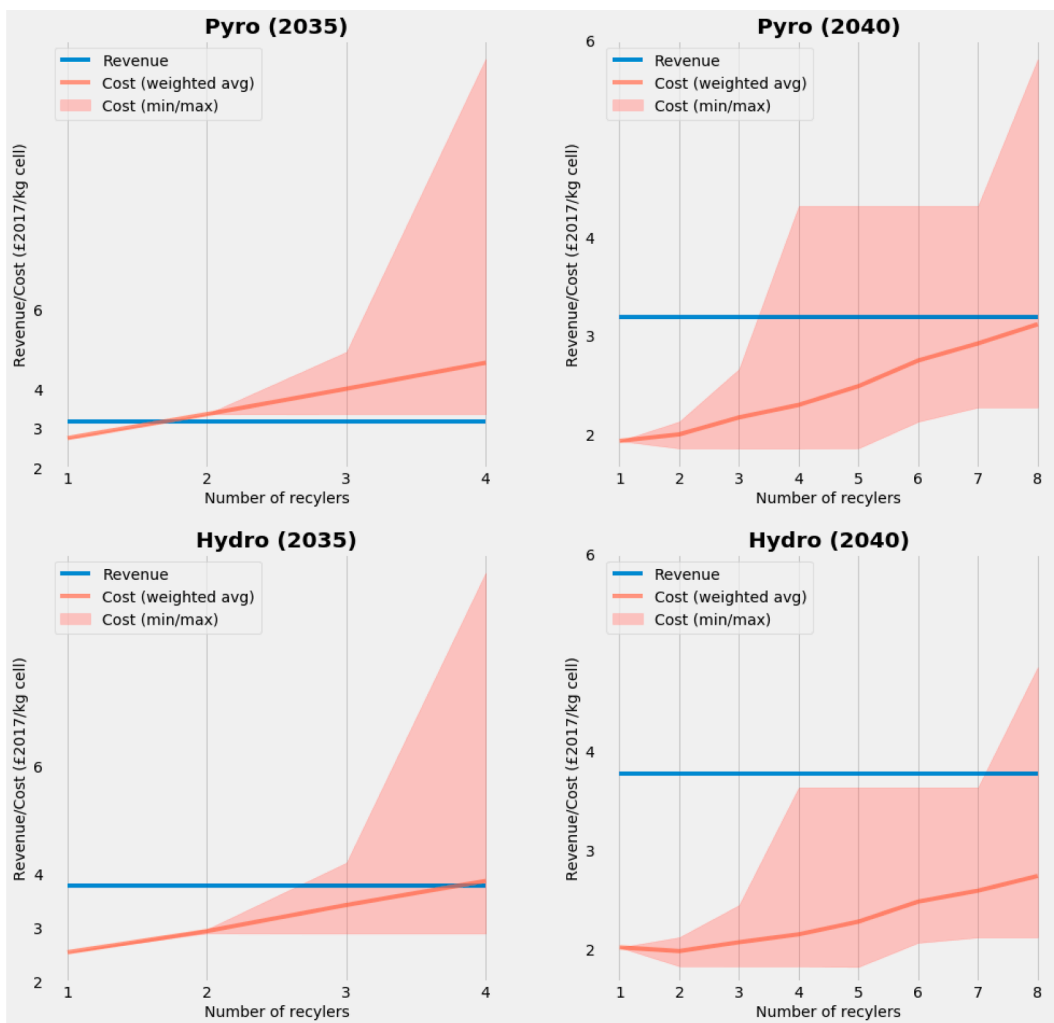 Pyro (2035)
Revenue
Cost (weighted avg)
Cost (min/max)
Revenue/Cost (£2017/kg cell)
6
4
3
2
1 2 3 4
Number of recylers
Pyro (2040)
Revenue
Cost (weighted avg)
Cost (min/max)
Revenue/Cost (£2017/kg cell)
6
4
3
2
1 2 3 4 5 6 7 8
Number of recylers
Hydro (2035)
Revenue
Cost (weighted avg)
Cost (min/max)
Revenue/Cost (£2017/kg cell)
6
4
3
2
1 2 3 4
Number of recylers
Hydro (2040)
Revenue
Cost (weighted avg)
Cost (min/max)
Revenue/Cost (£2017/kg cell)
6
4
3
2
1 2 3 4 5 6 7 8
Number of recylers